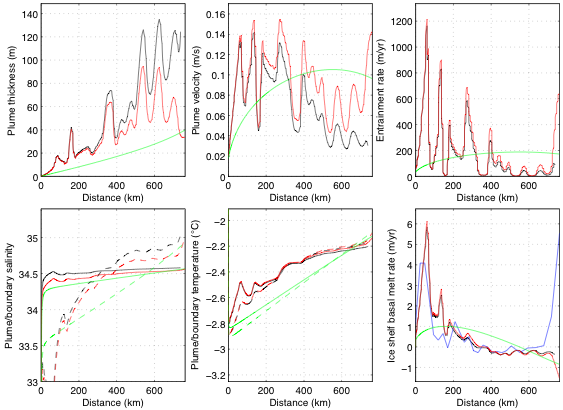 140
120
100
80
60
40
20
0
Plume thickness (m)
0 200 400 600
Distance (km)
0.16
0.14
0.12
0.1
0.08
0.06
0.04
0.02
0
Plume velocity (m/s)
0 200 400 600
Distance (km)
1200
1000
800
600
400
200
0
Entrainment rate (m/yr)
0 200 400 600
Distance (km)
35
34.5
34
33.5
33
Plume/boundary salinity
0 200 400 600
Distance (km)
−2
−2.2
−2.4
−2.6
−2.8
−3
−3.2
Plume/boundary temperature (°C)
0 200 400 600
Distance (km)
6
5
4
3
2
1
0
−1
Ice shelf basal melt rate (m/yr)
0 200 400 600
Distance (km)